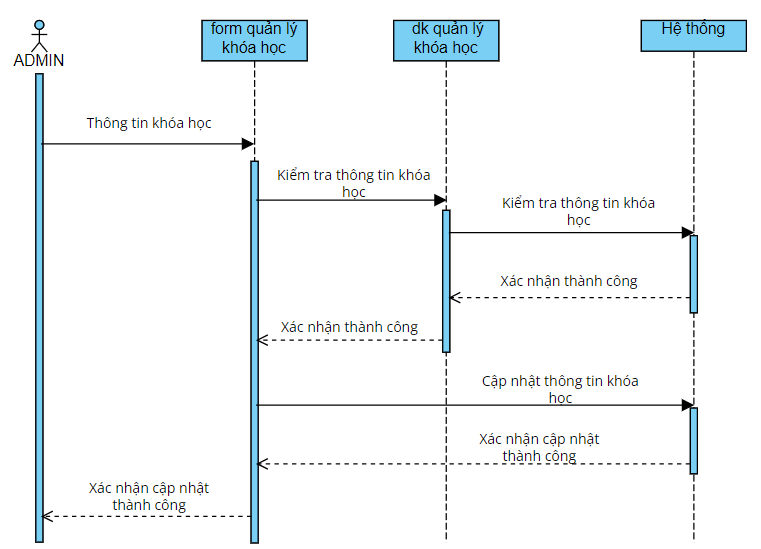 ADMIN
form quản lý
khóa học
dk quản lý
khóa học
Hệ thống
Thông tin khóa học
Kiểm tra thông tin khóa
học
Kiểm tra thông tin khóa
học
Xác nhận thành công
Xác nhận thành công
Cập nhật thông tin khóa
học
Xác nhận cập nhật
thành công
Xác nhận cập nhật
thành công